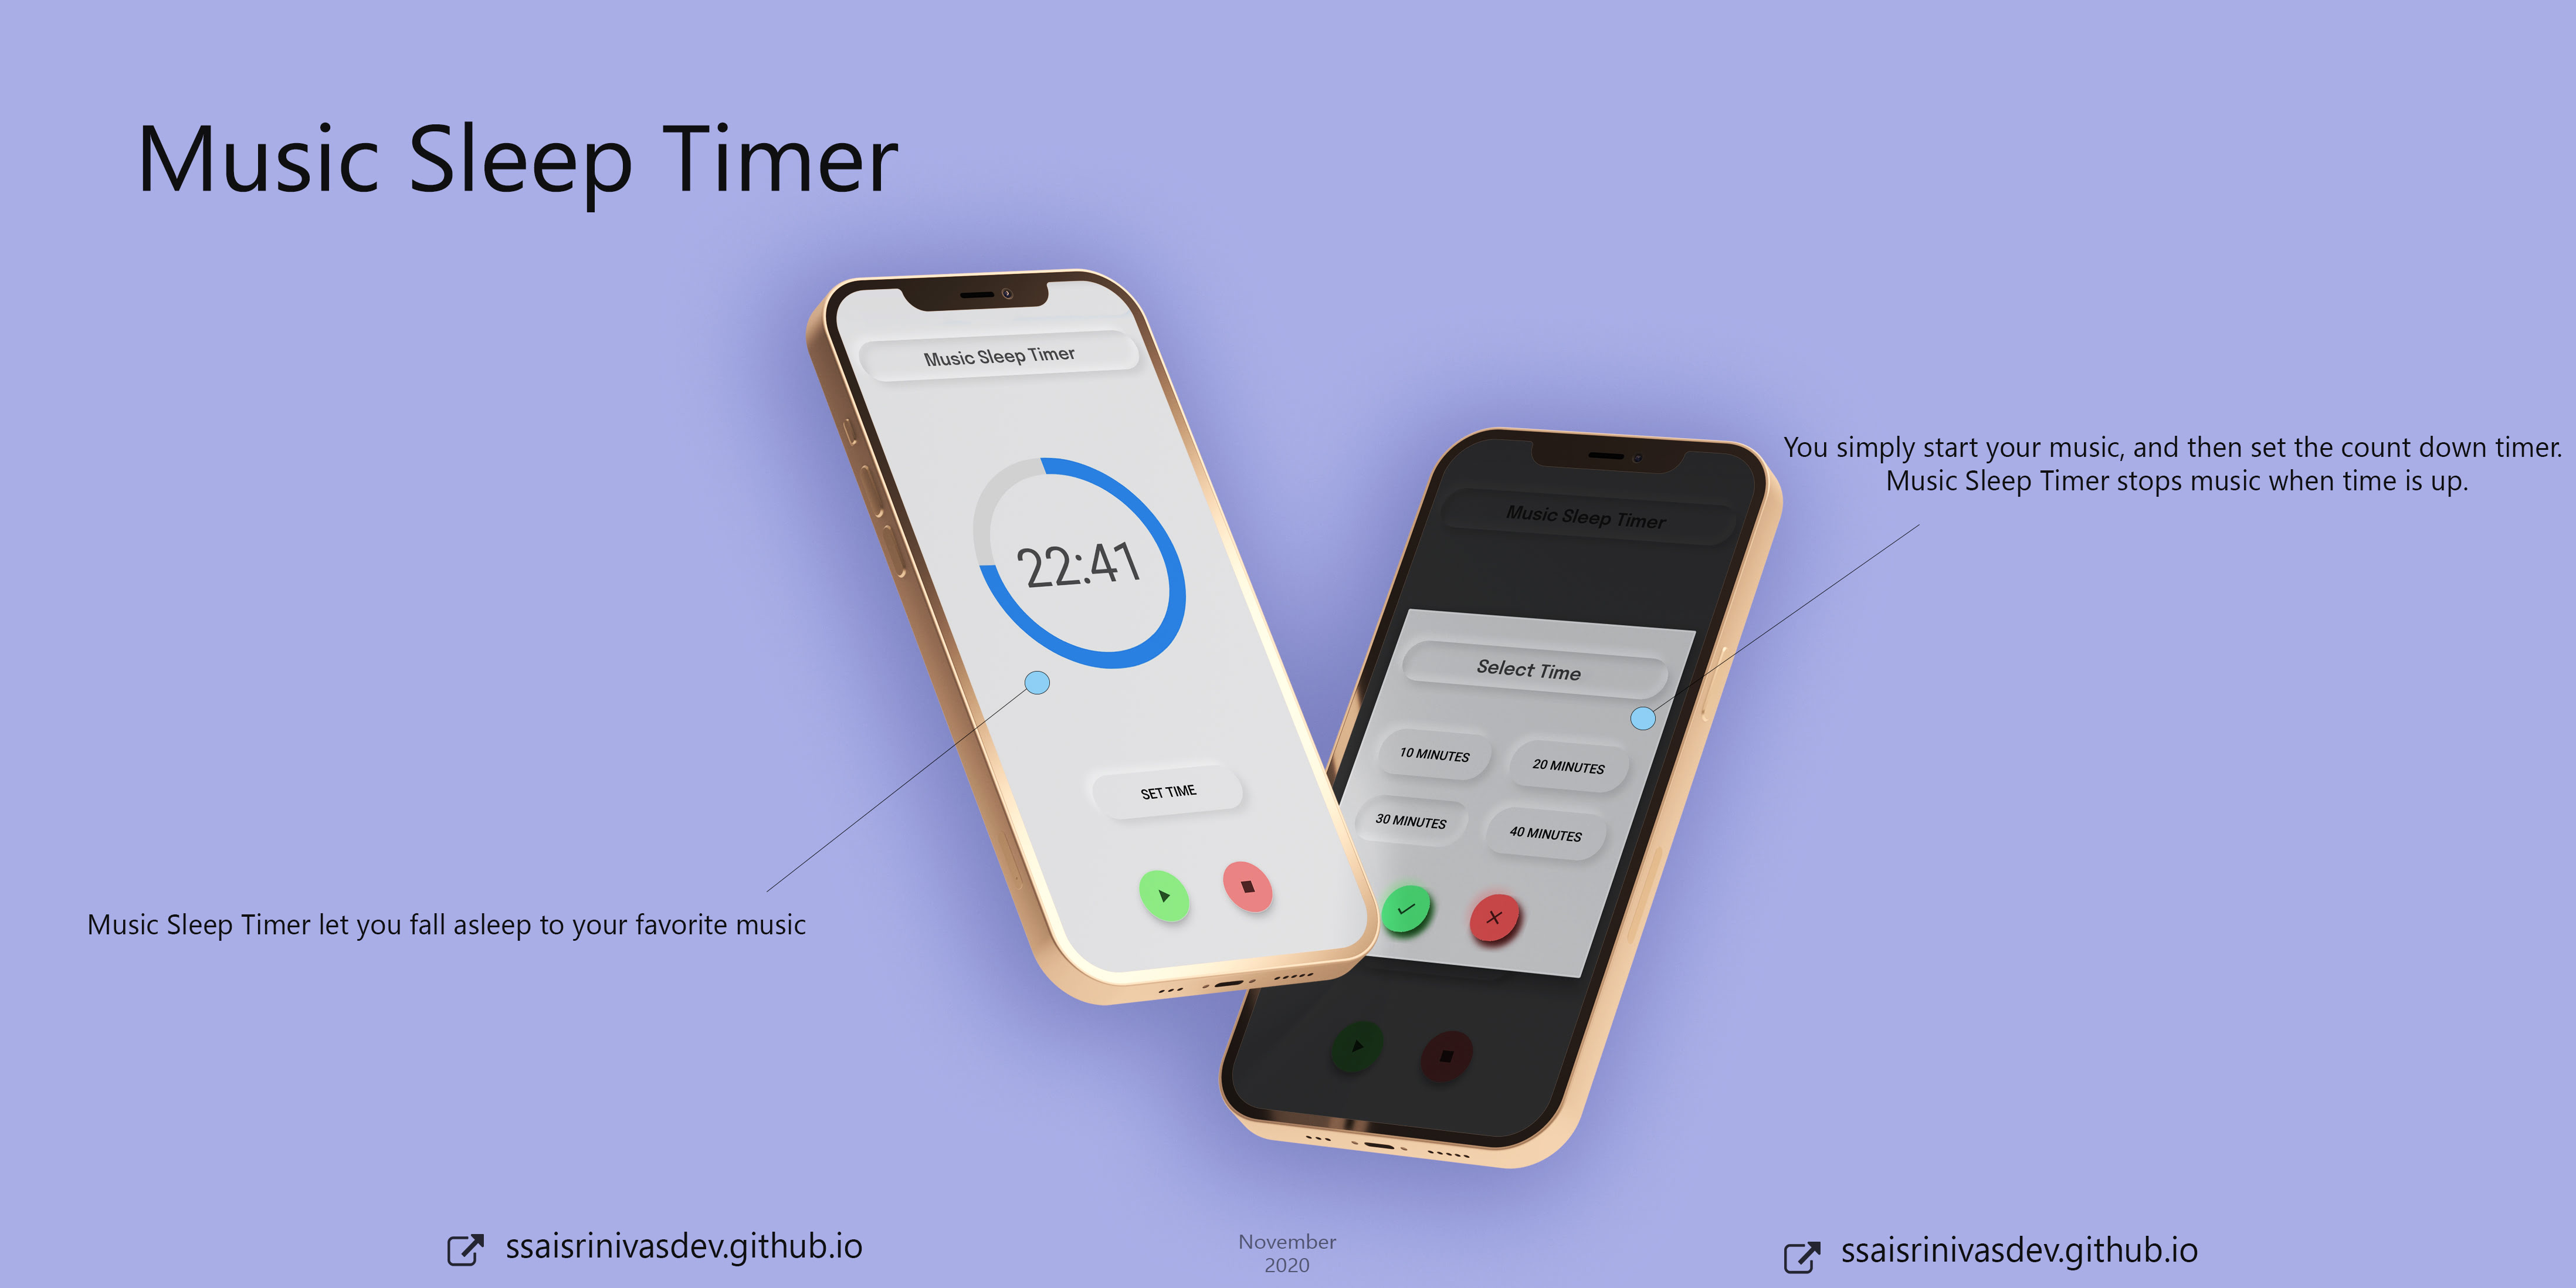 Music Sleep Timer
Music Sleep Timer
22:41
SET TIME
Music Sleep Timer let you fall asleep to your favorite music
You simply start your music, and then set the count down timer.
Music Sleep Timer stops music when time is up.
Music Sleep Timer
Select Time
10 MINUTES
20 MINUTES
30 MINUTES
40 MINUTES
ssaisrinivasdev.github.io
November
2020
ssaisrinivasdev.github.io